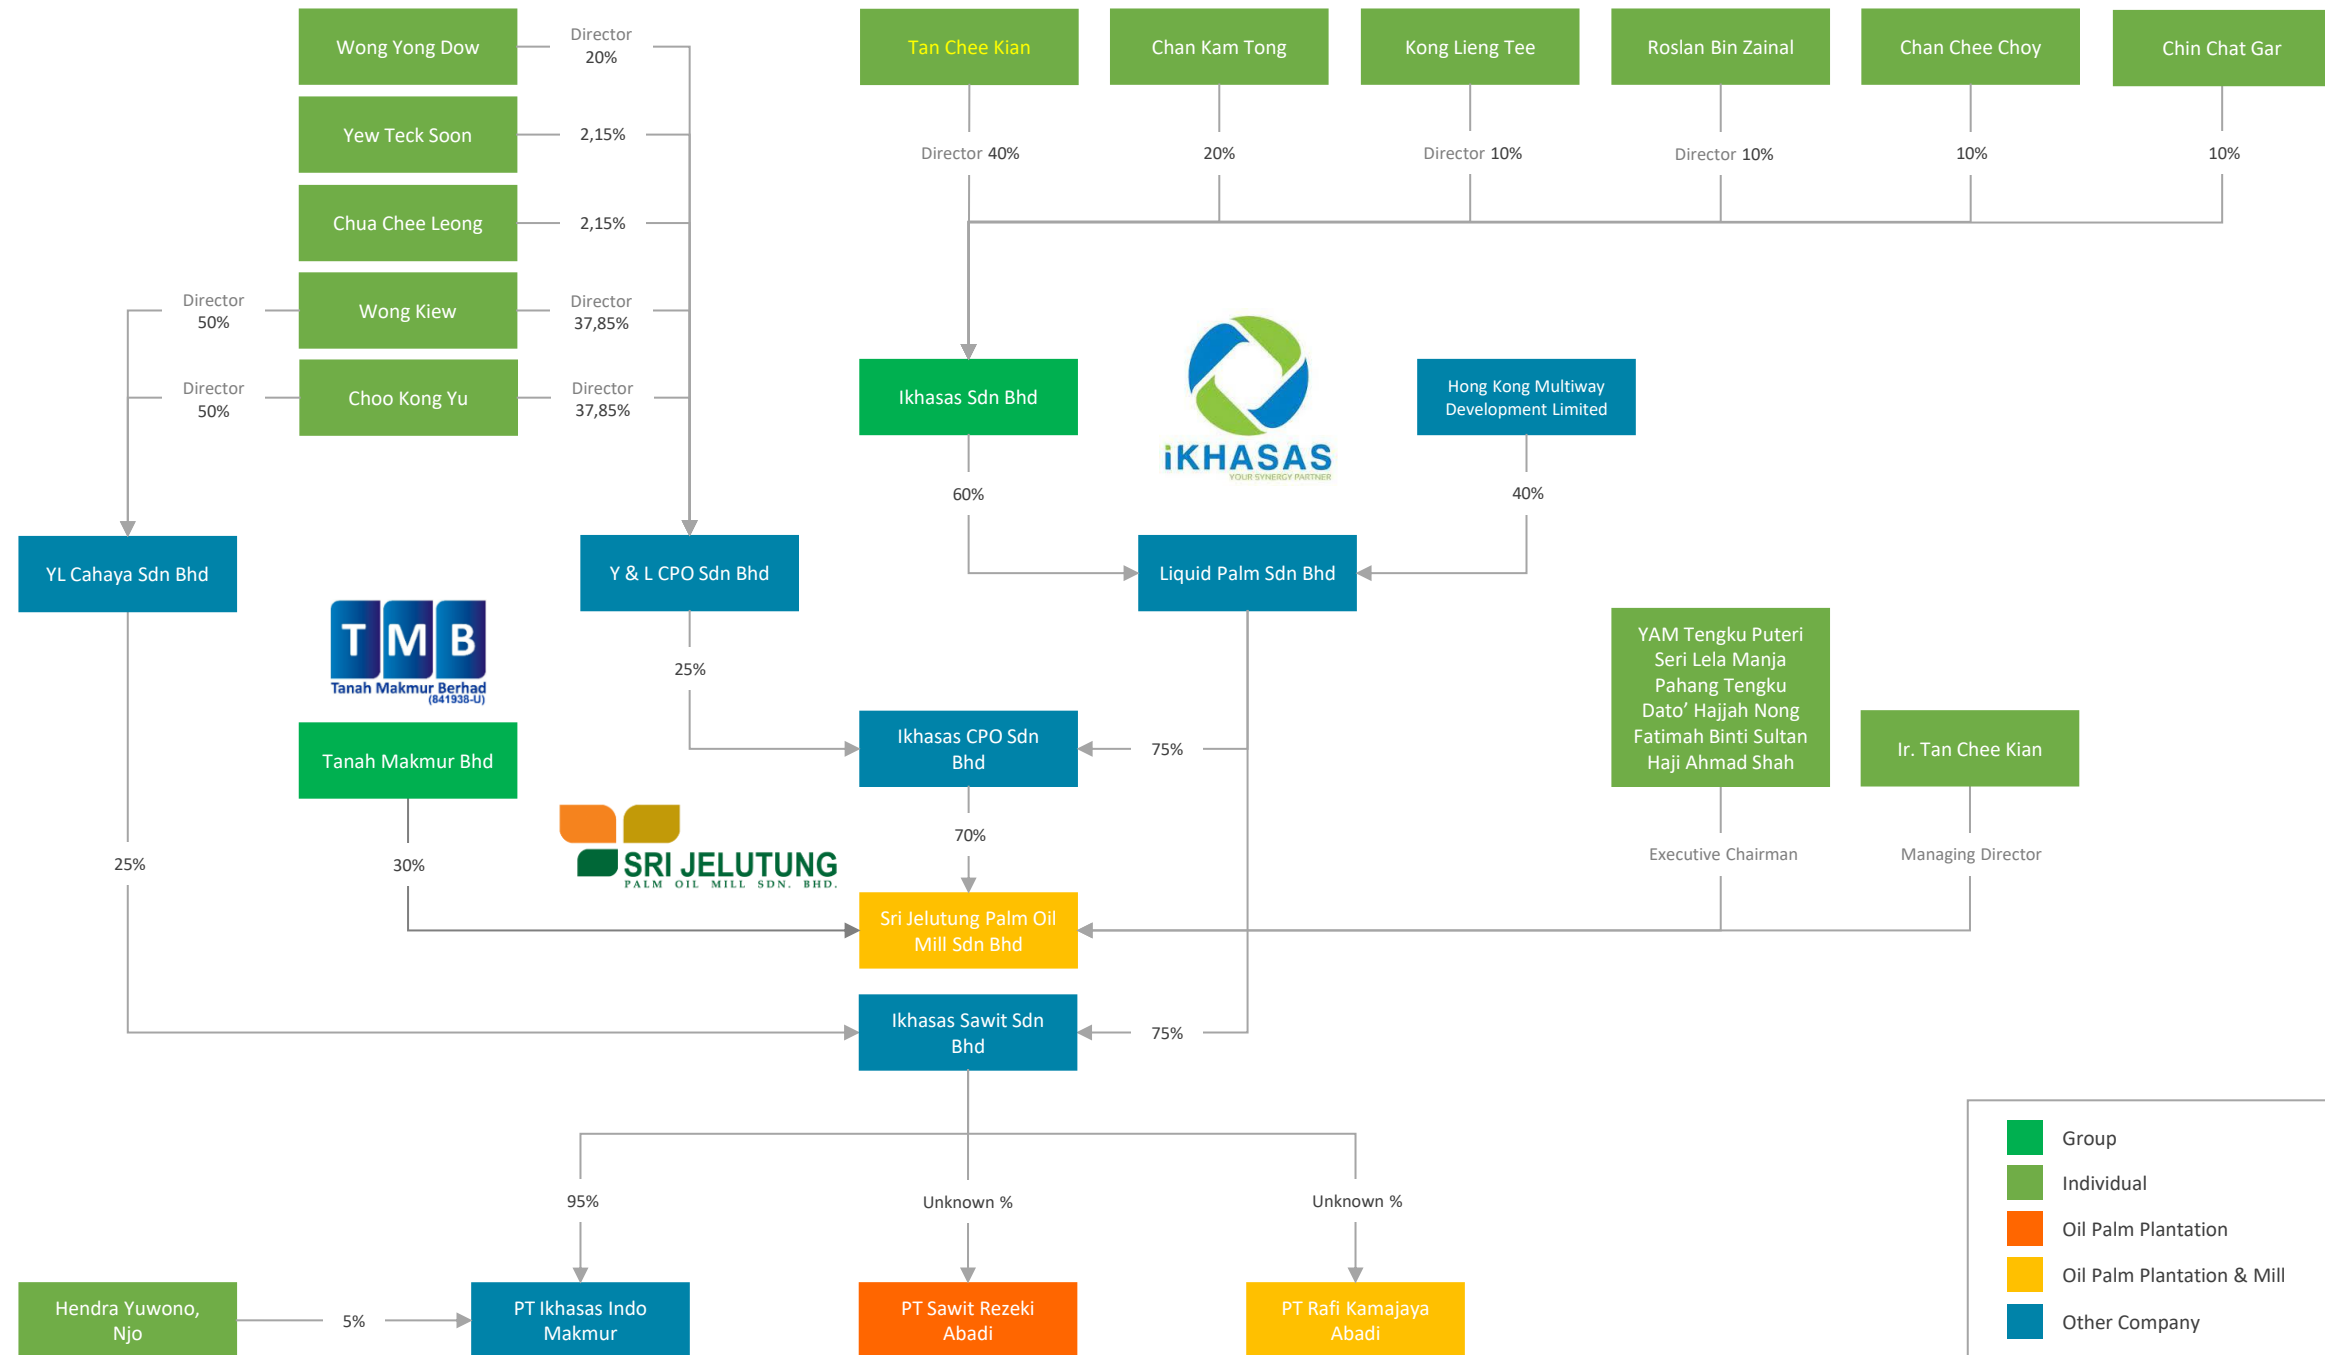 Wong Yong Dow
Director
20%
Yew Teck Soon
2,15%
Chua Chee Leong
2,15%
Director
50%
Wong Kiew
Director
37,85%
Director
50%
Choo Kong Yu
Director
37,85%
Tan Chee Kian
Chan Kam Tong
Kong Lieng Tee
Roslan Bin Zainal
Chan Chee Choy
Chin Chat Gar
Director 40%
20%
Director 10%
Director 10%
10%
10%
Ikhasas Sdn Bhd
iKHASAS
YOUR SYNERGY PARTNER
Hong Kong Multiway
Development Limited
60%
40%
YL Cahaya Sdn Bhd
Y & L CPO Sdn Bhd
Liquid Palm Sdn Bhd
TMB
Tanah Makmur Berhad
(841938-U)
25%
Tanah Makmur Bhd
Ikhasas CPO Sdn
Bhd
75%
YAM Tengku Puteri
Seri Lela Manja
Pahang Tengku
Dato’ Hajjah Nong
Fatimah Binti Sultan
Haji Ahmad Shah
Ir. Tan Chee Kian
25%
30%
SRI JELUTUNG
PALM OIL MILL SDN. BHD.
70%
Executive Chairman
Managing Director
Sri Jelutung Palm Oil
Mill Sdn Bhd
Ikhasas Sawit Sdn
Bhd
75%
95%
Unknown %
Unknown %
Hendra Yuwono,
Njo
5%
PT Ikhasas Indo
Makmur
PT Sawit Rezeki
Abadi
PT Rafi Kamajaya
Abadi
Group
Individual
Oil Palm Plantation
Oil Palm Plantation & Mill
Other Company